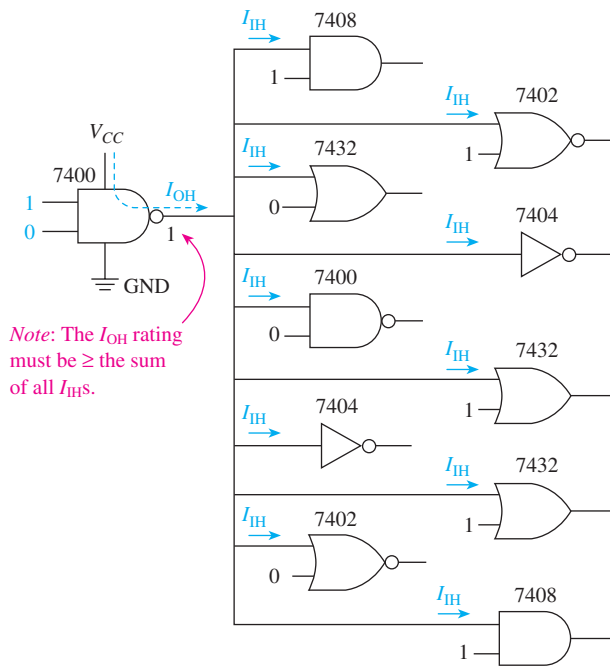 I_IH 7408
1
I_IH 7402
1
V_CC
7400
I_OH
1
0
1
GND
Note: The I_OH rating
must be ≥ the sum
of all I_IHs.
I_IH 7432
0
I_IH 7404
I_IH 7400
0
I_IH 7432
1
I_IH 7404
I_IH 7432
1
I_IH 7402
0
I_IH 7408
1